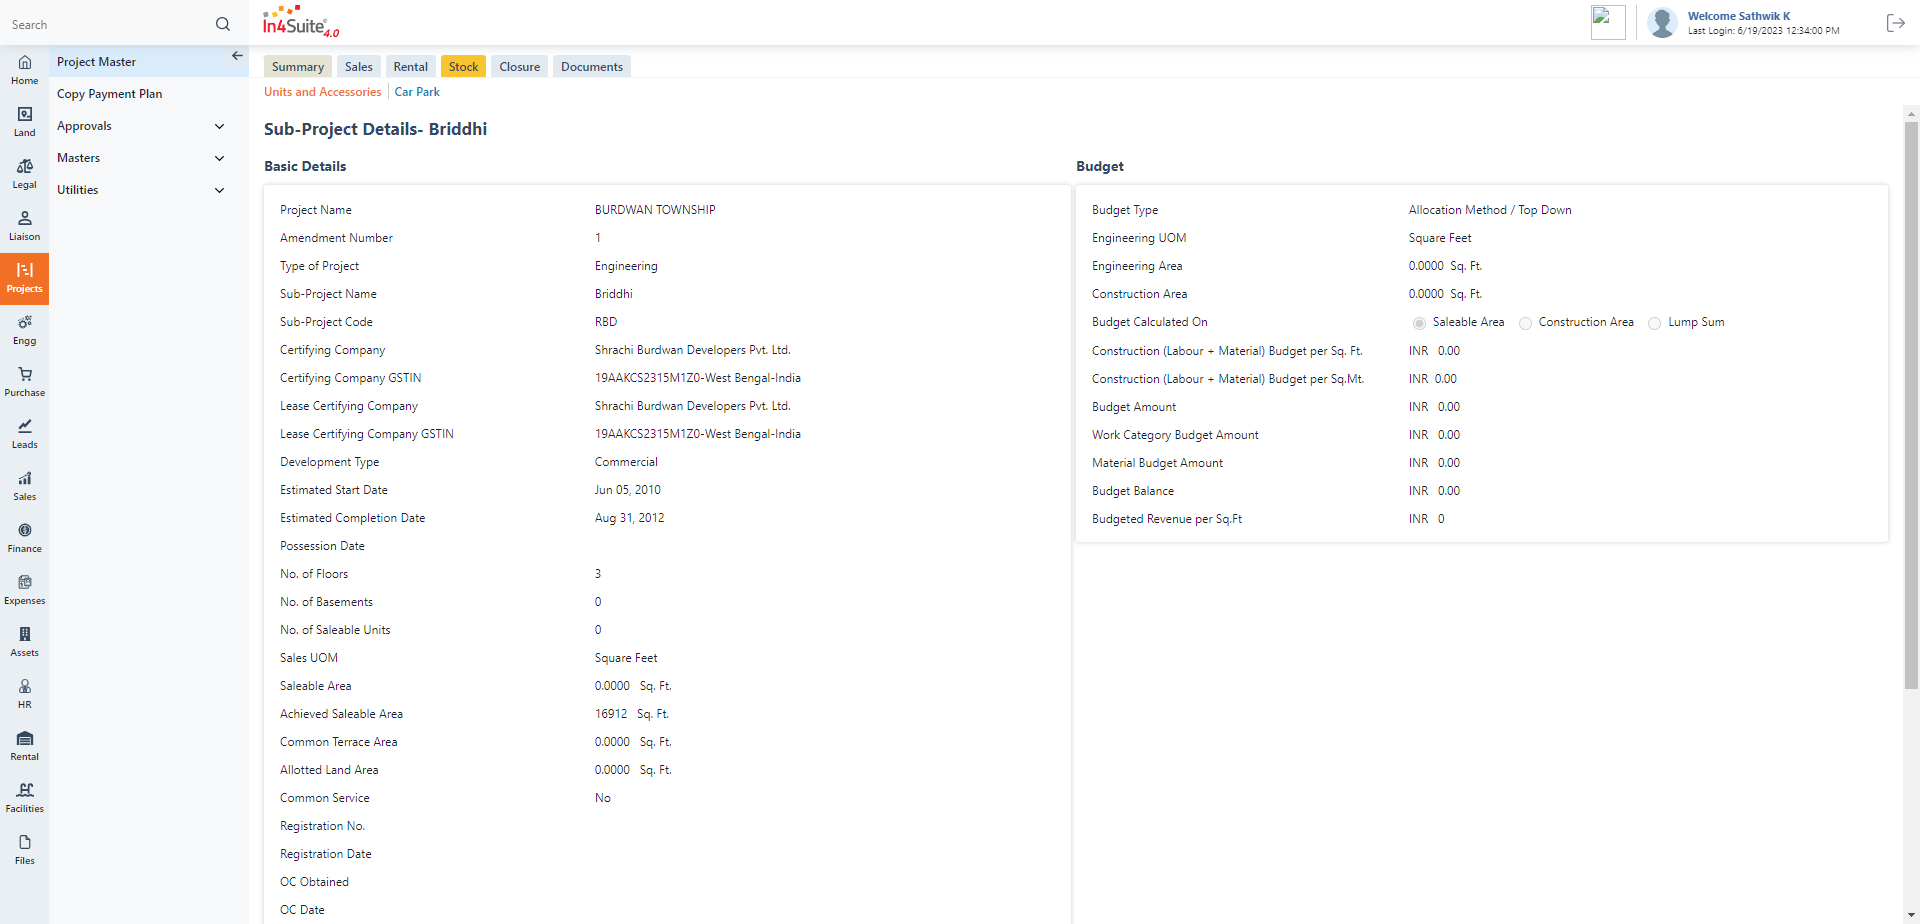 Search
In4Suite® 4.0
Welcome Sathwik K
Last Login: 6/19/2023 12:34:00 PM
Home
Land
Legal
Liaison
Projects
Engg
Purchase
Leads
Sales
Finance
Expenses
Assets
HR
Rental
Facilities
Files
Project Master
Copy Payment Plan
Approvals
Masters
Utilities
Summary Sales Rental Stock Closure Documents
Units and Accessories Car Park
Sub-Project Details- Briddhi
Basic Details
Project Name BURDWAN TOWNSHIP
Amendment Number 1
Type of Project Engineering
Sub-Project Name Briddhi
Sub-Project Code RBD
Certifying Company Shrachi Burdwan Developers Pvt. Ltd.
Certifying Company GSTIN 19AAKCS2315M1Z0-West Bengal-India
Lease Certifying Company Shrachi Burdwan Developers Pvt. Ltd.
Lease Certifying Company GSTIN 19AAKCS2315M1Z0-West Bengal-India
Development Type Commercial
Estimated Start Date Jun 05, 2010
Estimated Completion Date Aug 31, 2012
Possession Date
No. of Floors 3
No. of Basements 0
No. of Saleable Units 0
Sales UOM Square Feet
Saleable Area 0.0000 Sq. Ft.
Achieved Saleable Area 16912 Sq. Ft.
Common Terrace Area 0.0000 Sq. Ft.
Allotted Land Area 0.0000 Sq. Ft.
Common Service No
Registration No.
Registration Date
OC Obtained
OC Date
Budget
Budget Type Allocation Method / Top Down
Engineering UOM Square Feet
Engineering Area 0.0000 Sq. Ft.
Construction Area 0.0000 Sq. Ft.
Budget Calculated On Saleable Area Construction Area Lump Sum
Construction (Labour + Material) Budget per Sq. Ft. INR 0.00
Construction (Labour + Material) Budget per Sq.Mt. INR 0.00
Budget Amount INR 0.00
Work Category Budget Amount INR 0.00
Material Budget Amount INR 0.00
Budget Balance INR 0.00
Budgeted Revenue per Sq.Ft INR 0